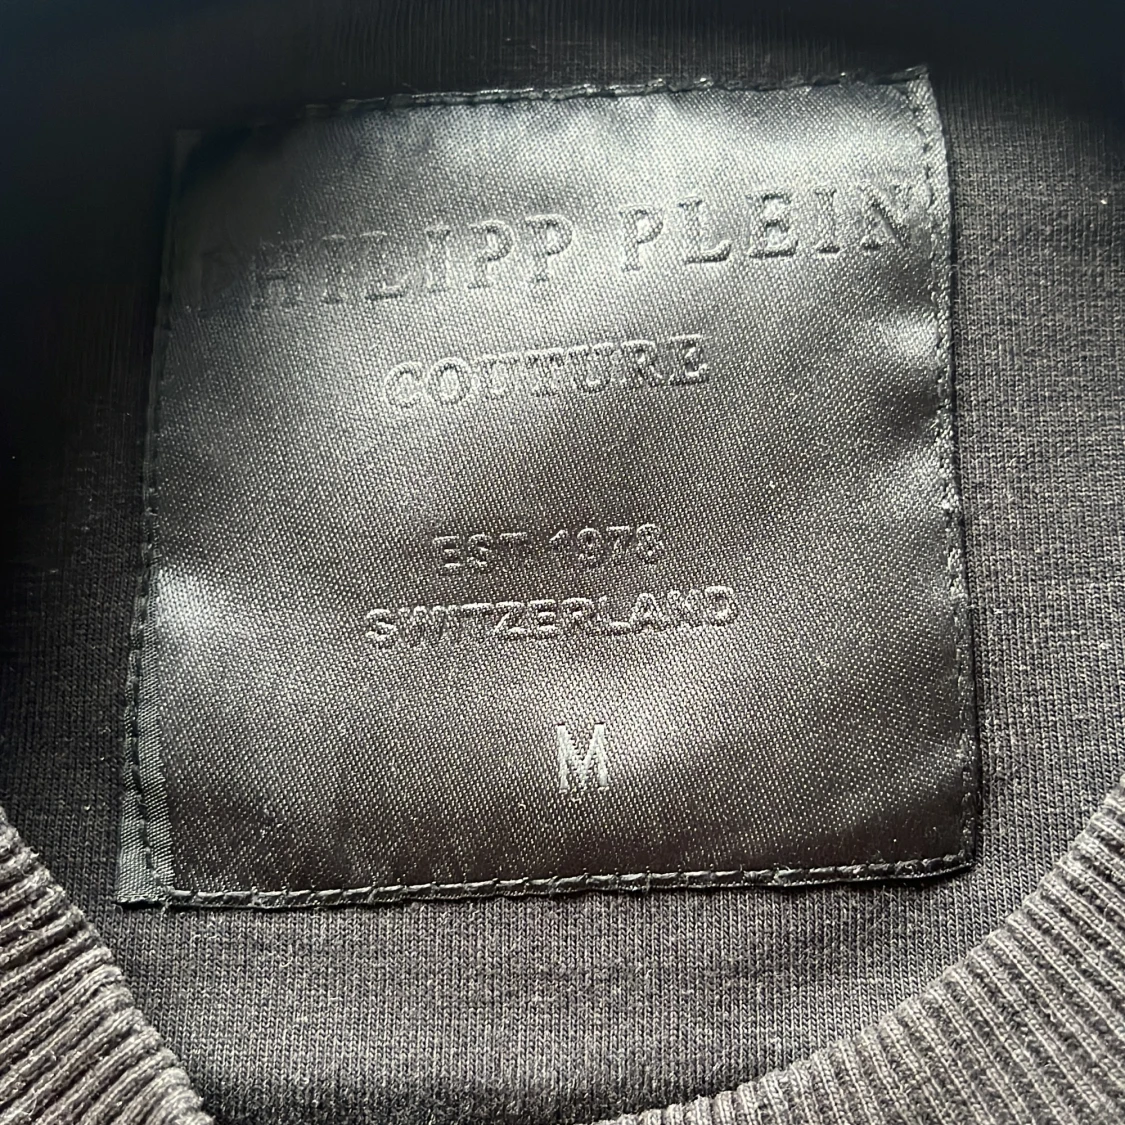 PHILIPP PLEIN
COUTURE
EST. 1978
SWITZERLAND
M